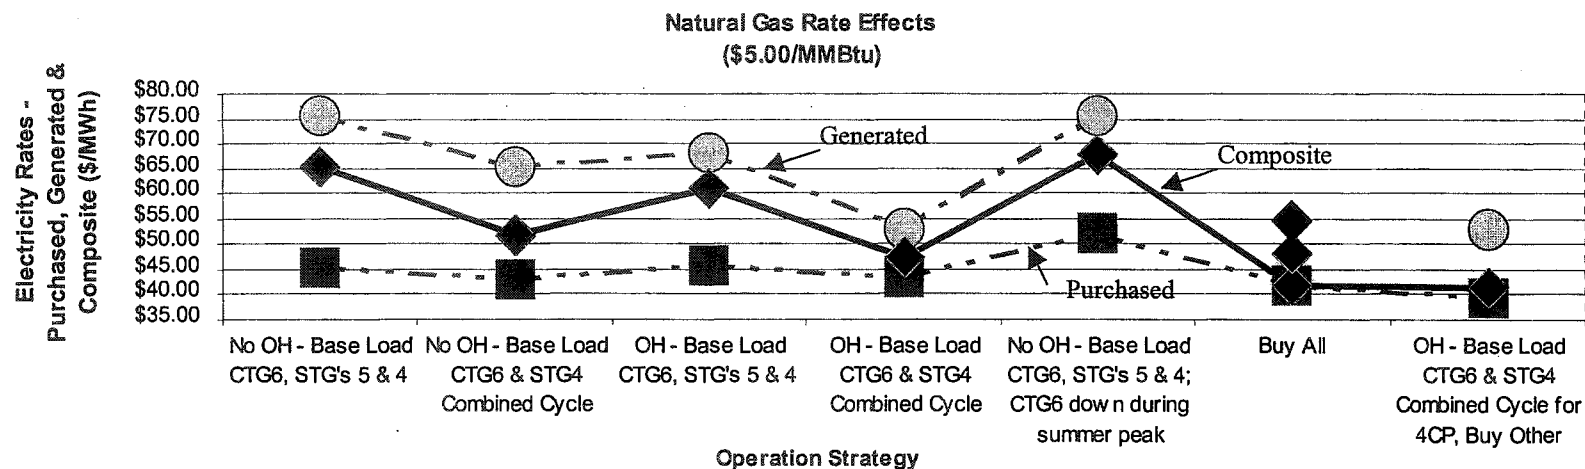 Natural Gas Rate Effects
($5.00/MMBtu)
Electricity Rates -
Purchased, Generated &
Composite ($/MWh)
$80.00
$75.00
$70.00
$65.00
$60.00
$55.00
$50.00
$45.00
$40.00
$35.00
Generated
Composite
Purchased
No OH - Base Load
CTG6, STG's 5 & 4
No OH - Base Load
CTG6 & STG4
Combined Cycle
OH - Base Load
CTG6, STG's 5 & 4
OH - Base Load
CTG6 & STG4
Combined Cycle
No OH - Base Load
CTG6, STG's 5 & 4;
CTG6 down during
summer peak
Buy All
OH - Base Load
CTG6 & STG4
Combined Cycle for
4CP, Buy Other
Operation Strategy